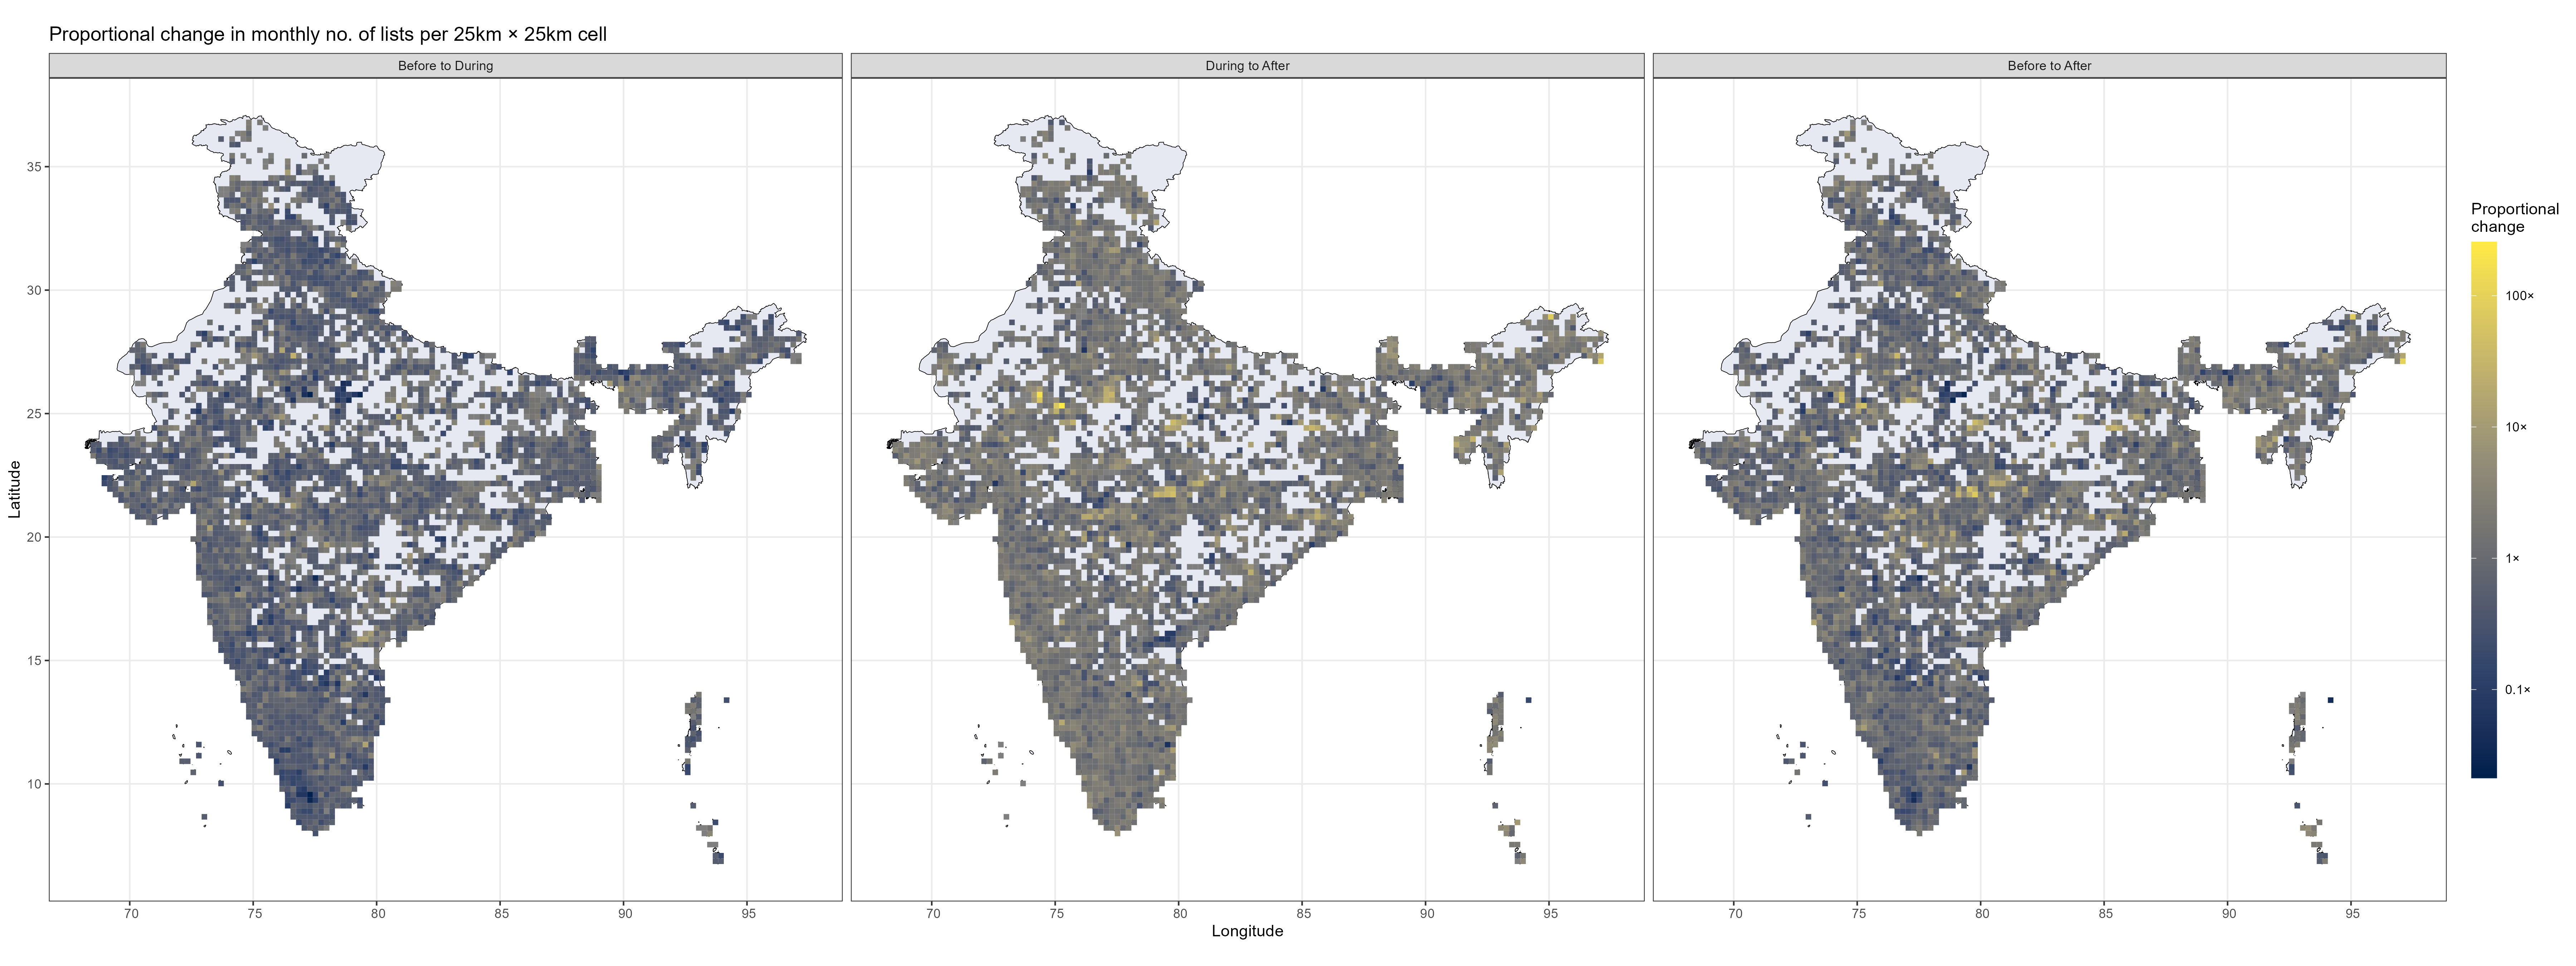 Proportional change in monthly no. of lists per 25km × 25km cell
Before to During
During to After
Before to After
Latitude
35
30
25
20
15
10
70 75 80 85 90 95
70 75 80 85 90 95
70 75 80 85 90 95
Longitude
Proportional
change
100×
10×
1×
0.1×